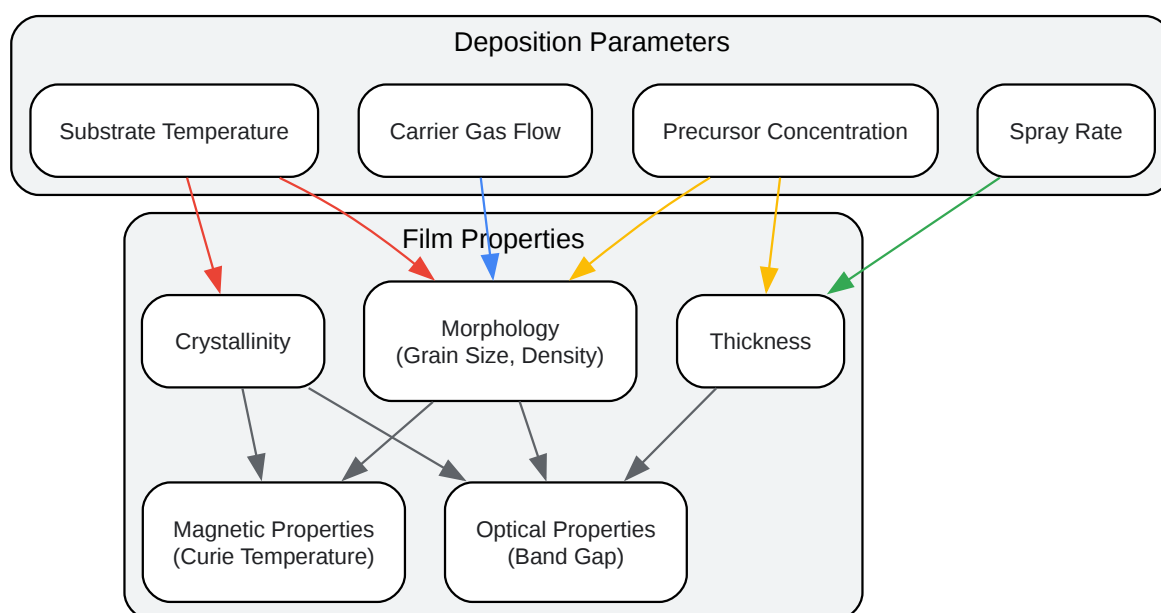 Deposition Parameters
Substrate Temperature
Carrier Gas Flow
Precursor Concentration
Spray Rate
Film Properties
Crystallinity
Morphology
(Grain Size, Density)
Thickness
Magnetic Properties
(Curie Temperature)
Optical Properties
(Band Gap)